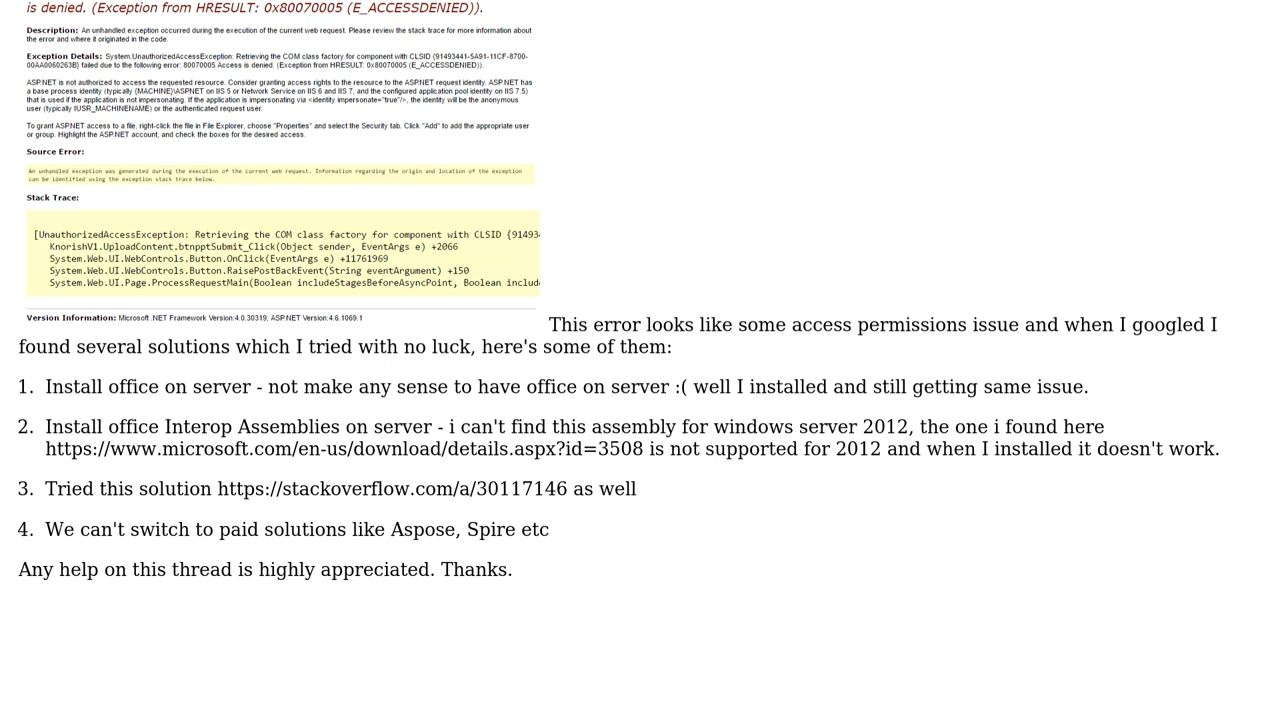 is denied. (Exception from HRESULT: 0x80070005 (E_ACCESSDENIED)).
Description: An unhandled exception occurred during the execution of the current web request. Please review the stack trace for more information about
the error and where it originated in the code.
Exception Details: System.UnauthorizedAccessException: Retrieving the COM class factory for component with CLSID {91493441-5A91-11CF-8700-
00AA0060263B} failed due to the following error: 80070005 Access is denied. (Exception from HRESULT: 0x80070005 (E_ACCESSDENIED)).
ASP.NET is not authorized to access the requested resource. Consider granting access rights to the resource to the ASP.NET request identity. ASP.NET has
a base process identity (typically {MACHINE}\ASPNET on IIS 5 or Network Service on IIS 6 and IIS 7, and the configured application pool identity on IIS 7.5)
that is used if the application is not impersonating. If the application is impersonating via <identity impersonate="true"/>, the identity will be the anonymous
user (typically IUSR_MACHINENAME) or the authenticated request user.
To grant ASP.NET access to a file, right-click the file in File Explorer, choose "Properties" and select the Security tab. Click "Add" to add the appropriate user
or group. Highlight the ASP.NET account, and check the boxes for the desired access.
Source Error:
An unhandled exception was generated during the execution of the current web request. Information regarding the origin and location of the exception
can be identified using the exception stack trace below.
Stack Trace:
[UnauthorizedAccessException: Retrieving the COM class factory for component with CLSID {91493
KnorishV1.UploadContent.btnpptSubmit_Click(Object sender, EventArgs e) +2066
System.Web.UI.WebControls.Button.OnClick(EventArgs e) +11761969
System.Web.UI.WebControls.Button.RaisePostBackEvent(String eventArgument) +150
System.Web.UI.Page.ProcessRequestMain(Boolean includeStagesBeforeAsyncPoint, Boolean includ
Version Information: Microsoft .NET Framework Version:4.0.30319; ASP.NET Version:4.6.1069.1
This error looks like some access permissions issue and when I googled I
found several solutions which I tried with no luck, here's some of them:
1. Install office on server - not make any sense to have office on server :( well I installed and still getting same issue.
2. Install office Interop Assemblies on server - i can't find this assembly for windows server 2012, the one i found here
https://www.microsoft.com/en-us/download/details.aspx?id=3508 is not supported for 2012 and when I installed it doesn't work.
3. Tried this solution https://stackoverflow.com/a/30117146 as well
4. We can't switch to paid solutions like Aspose, Spire etc
Any help on this thread is highly appreciated. Thanks.